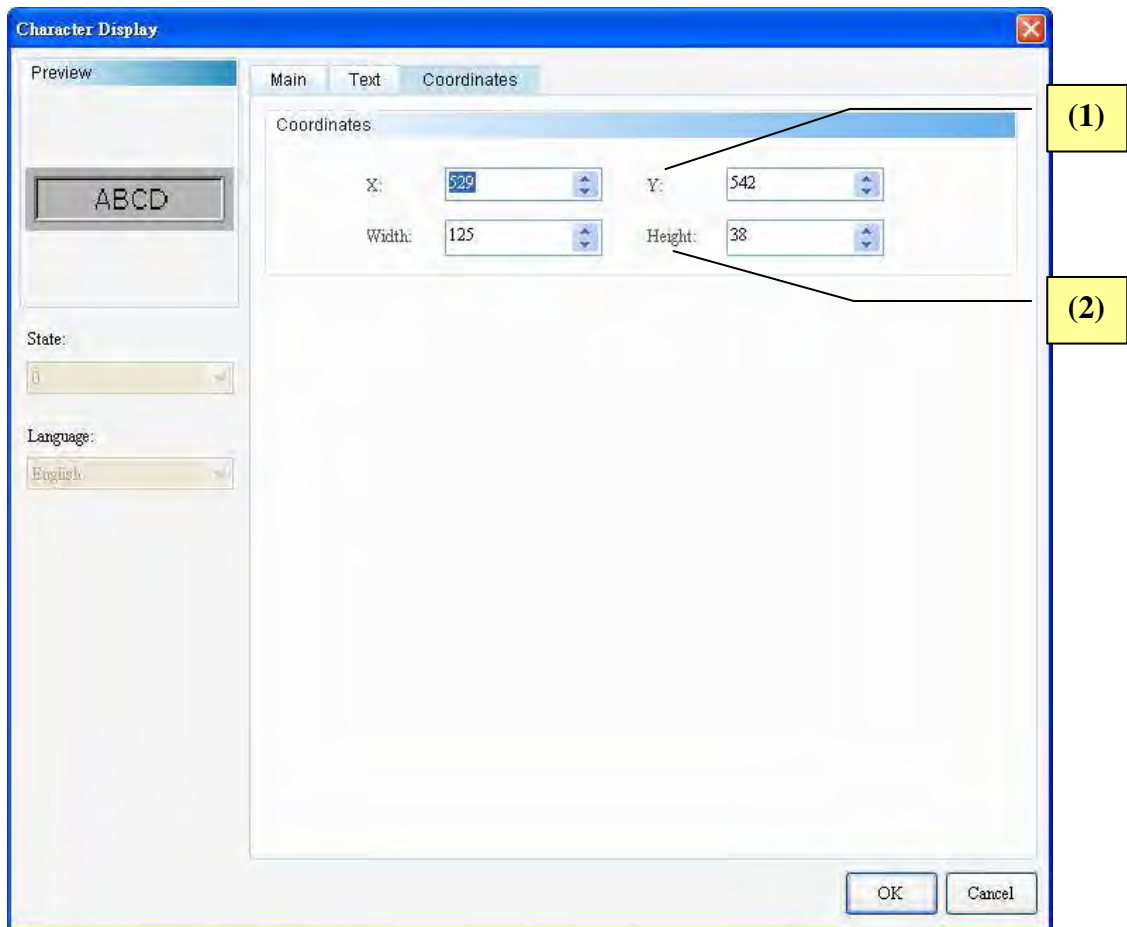 Character Display
Preview
Main Text Coordinates
(1)
Coordinates
X: 529 Y: 542
ABCD
Width: 125 Height: 38
(2)
State:
0
Language:
English
OK Cancel